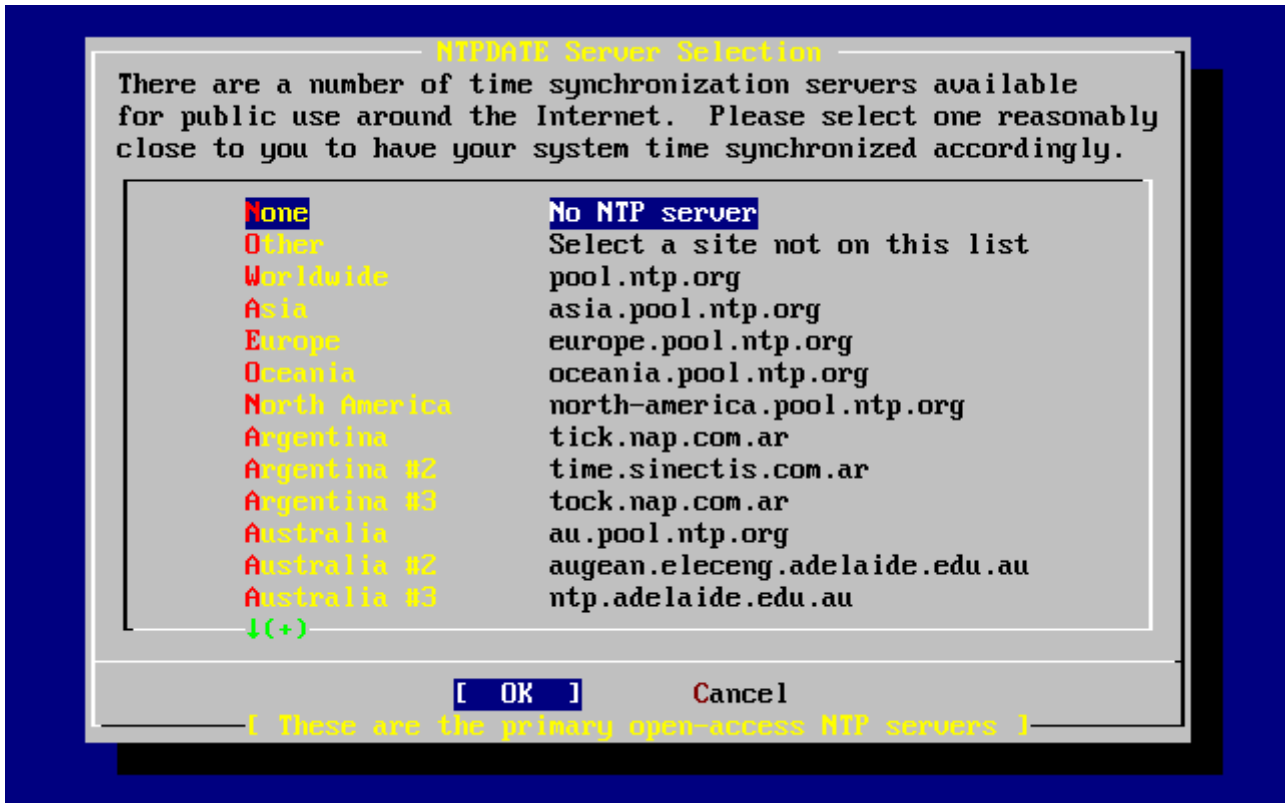 NTPDATE Server Selection
There are a number of time synchronization servers available
for public use around the Internet.  Please select one reasonably
close to you to have your system time synchronized accordingly.
None No NTP server
Other Select a site not on this list
Worldwide pool.ntp.org
Asia asia.pool.ntp.org
Europe europe.pool.ntp.org
Oceania oceania.pool.ntp.org
North America north-america.pool.ntp.org
Argentina tick.nap.com.ar
Argentina #2 time.sinectis.com.ar
Argentina #3 tock.nap.com.ar
Australia au.pool.ntp.org
Australia #2 augean.eleceng.adelaide.edu.au
Australia #3 ntp.adelaide.edu.au
↓(+)
[ OK ] Cancel
[ These are the primary open-access NTP servers ]